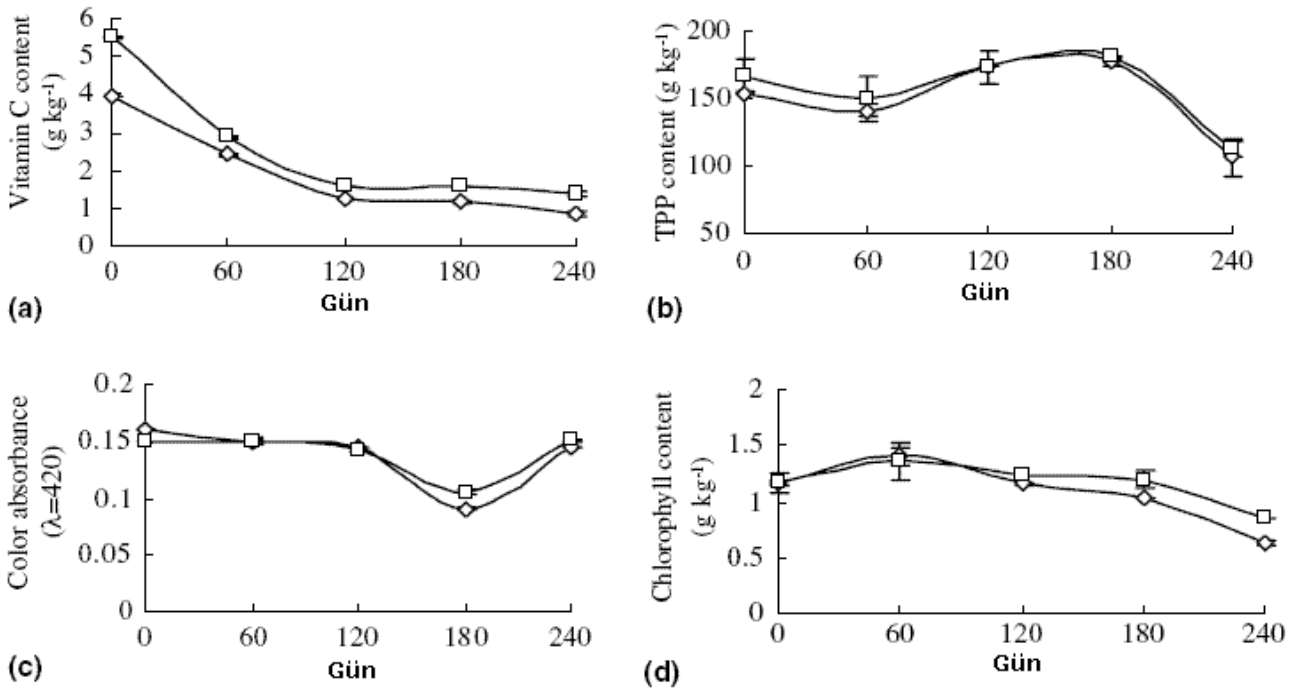 Vitamin C content
(g kg⁻¹)
6
5
4
3
2
1
0
0 60 120 180 240
Gün
(a)
TPP content (g kg⁻¹)
200
150
100
50
0 60 120 180 240
Gün
(b)
Color absorbance
(λ=420)
0.2
0.15
0.1
0.05
0
0 60 120 180 240
Gün
(c)
Chlorophyll content
(g kg⁻¹)
2
1.5
1
0.5
0
0 60 120 180 240
Gün
(d)